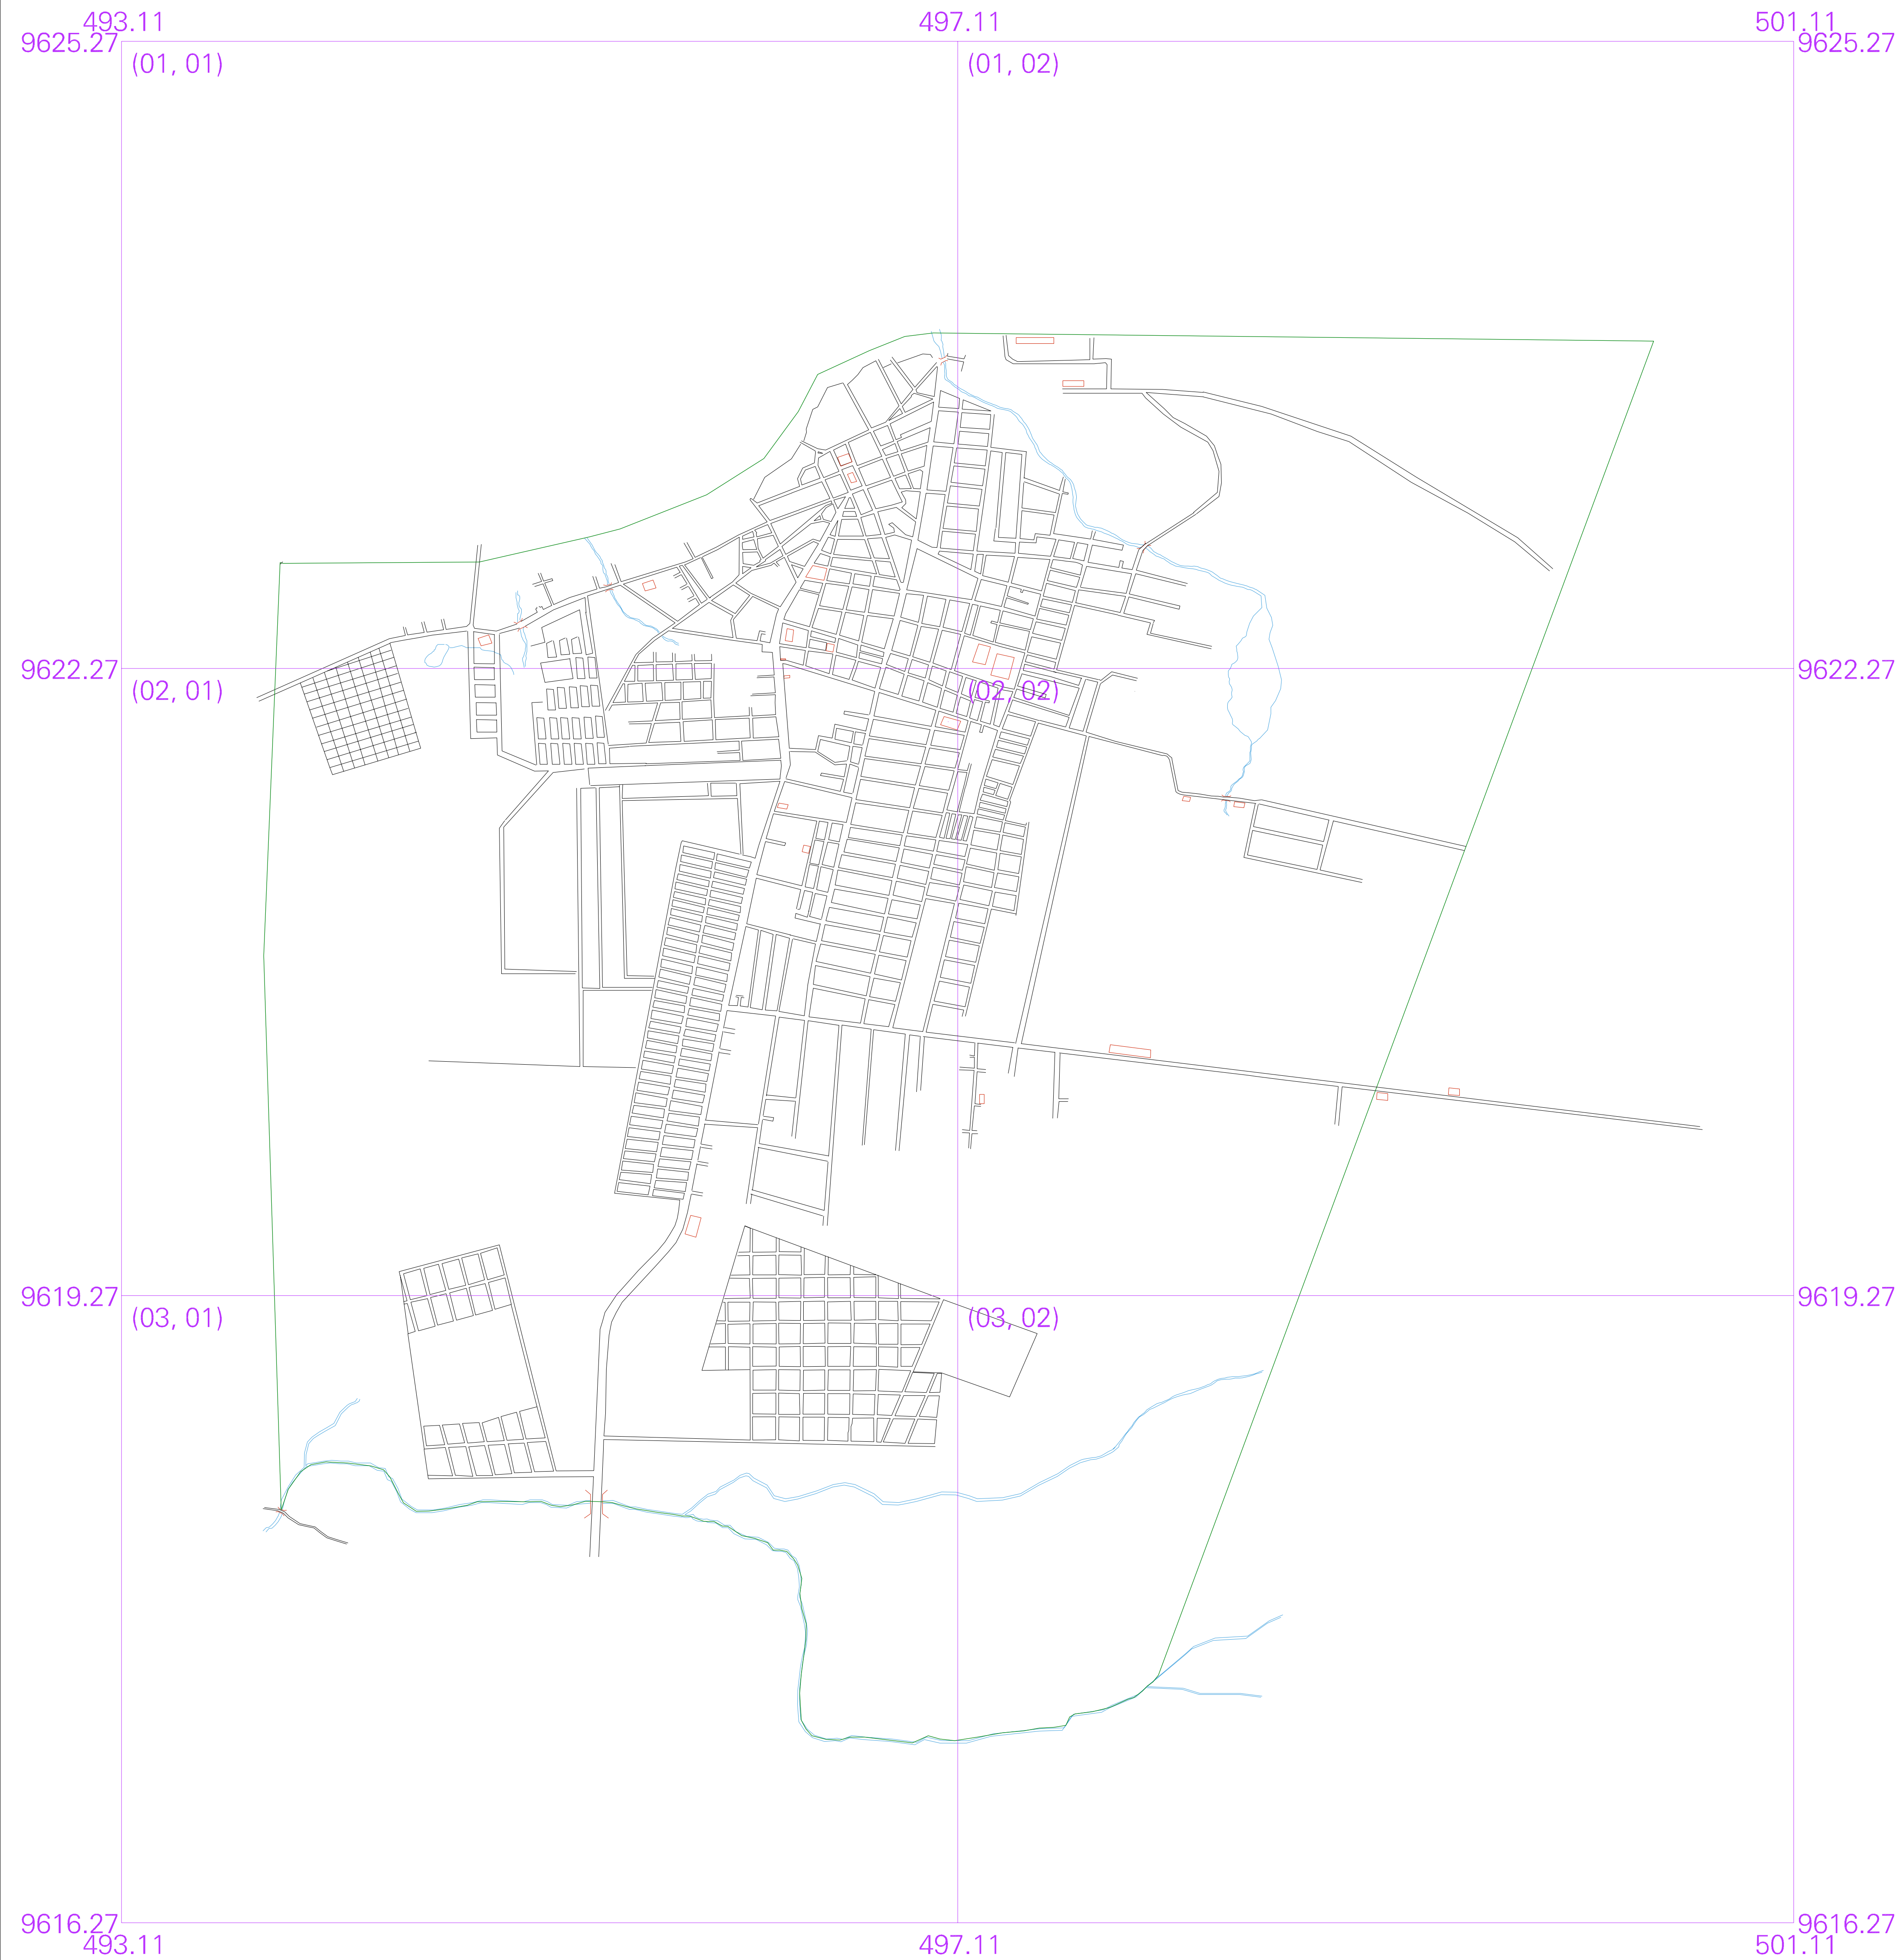 493.11 497.11 501.11
9625.27 9625.27
(01, 01) (01, 02)
9622.27 9622.27
(02, 01) (02, 02)
9619.27 9619.27
(03, 01) (03, 02)
9616.27 9616.27
493.11 497.11 501.11